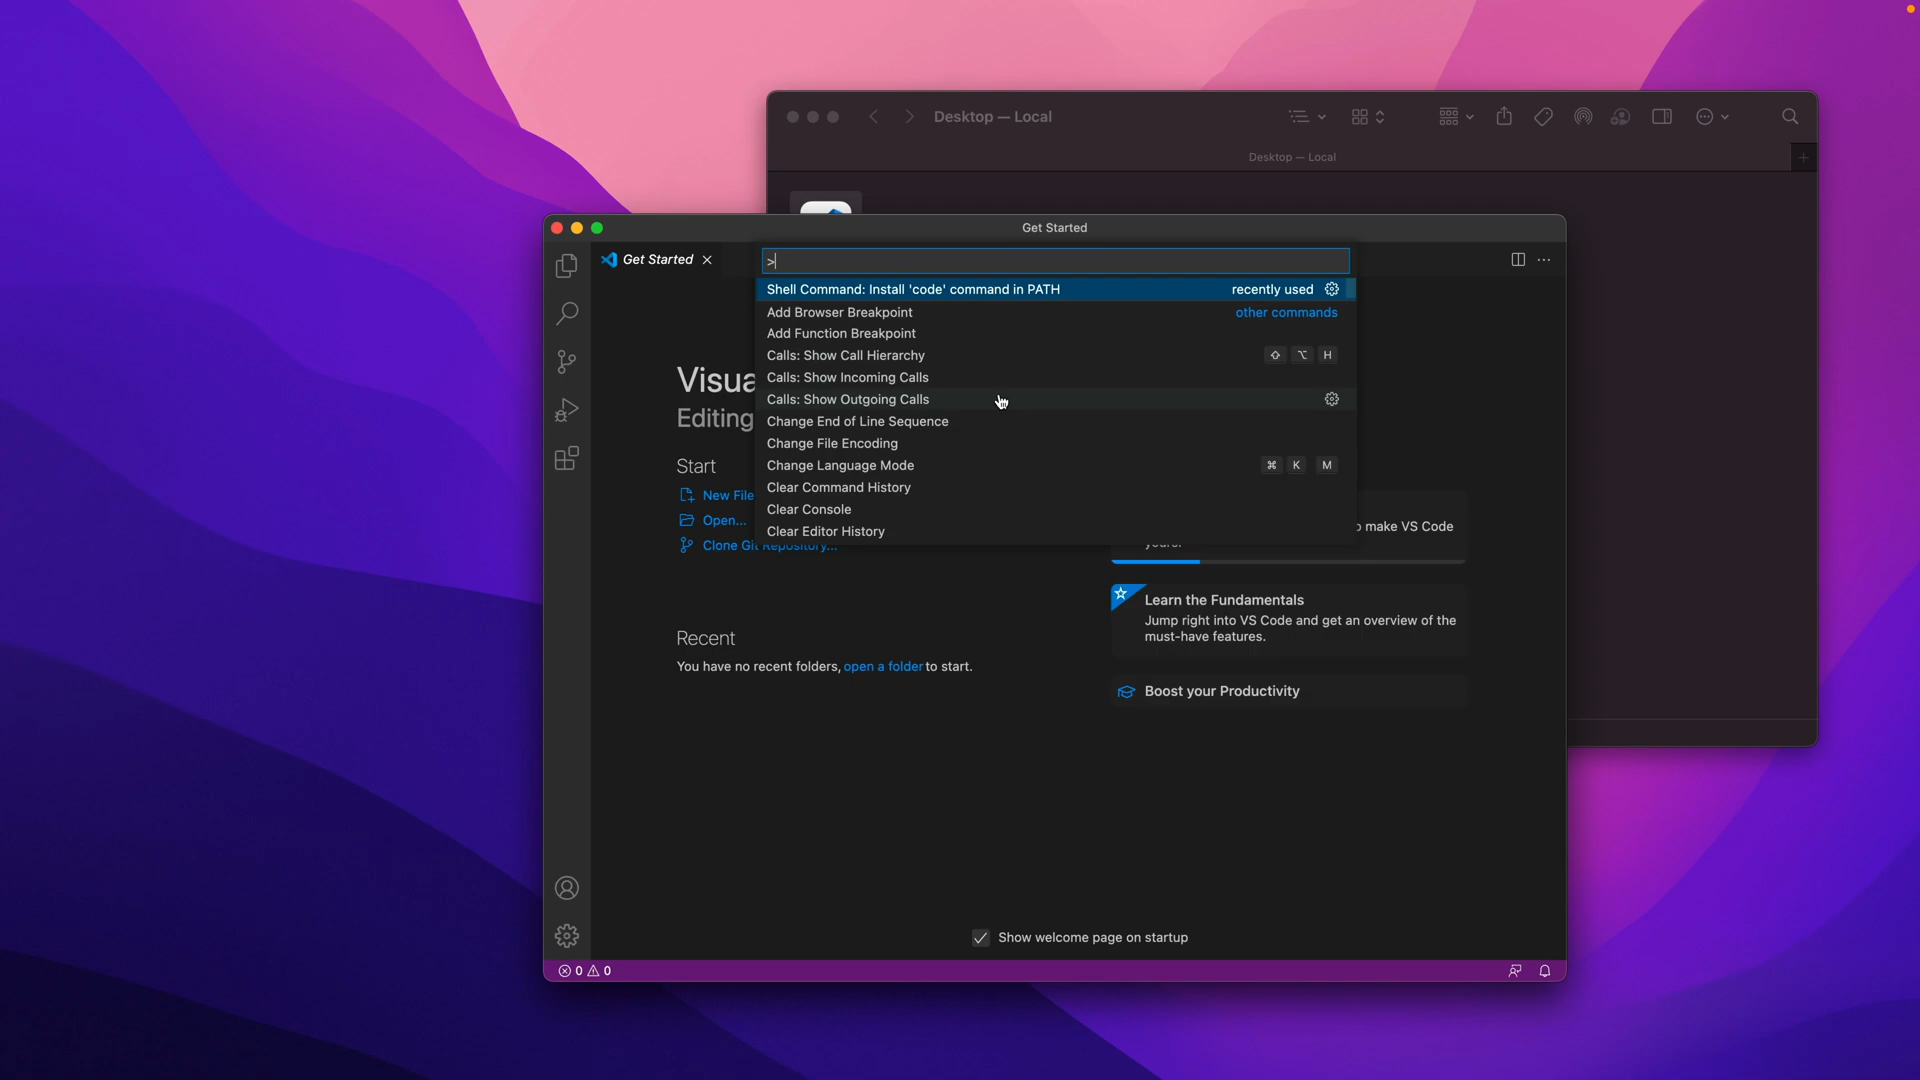 Desktop — Local
Desktop — Local
Get Started
Get Started
>
Shell Command: Install 'code' command in PATH recently used
Add Browser Breakpoint other commands
Add Function Breakpoint
Calls: Show Call Hierarchy ⇧ ⌥ H
Calls: Show Incoming Calls
Calls: Show Outgoing Calls
Change End of Line Sequence
Change File Encoding
Change Language Mode ⌘ K M
Clear Command History
Clear Console
Clear Editor History
Visua
Editing
Start
New File
Open...
Clone Git Repository...
make VS Code
yours.
Learn the Fundamentals
Jump right into VS Code and get an overview of the
must-have features.
Boost your Productivity
Recent
You have no recent folders, open a folder to start.
Show welcome page on startup
0 0